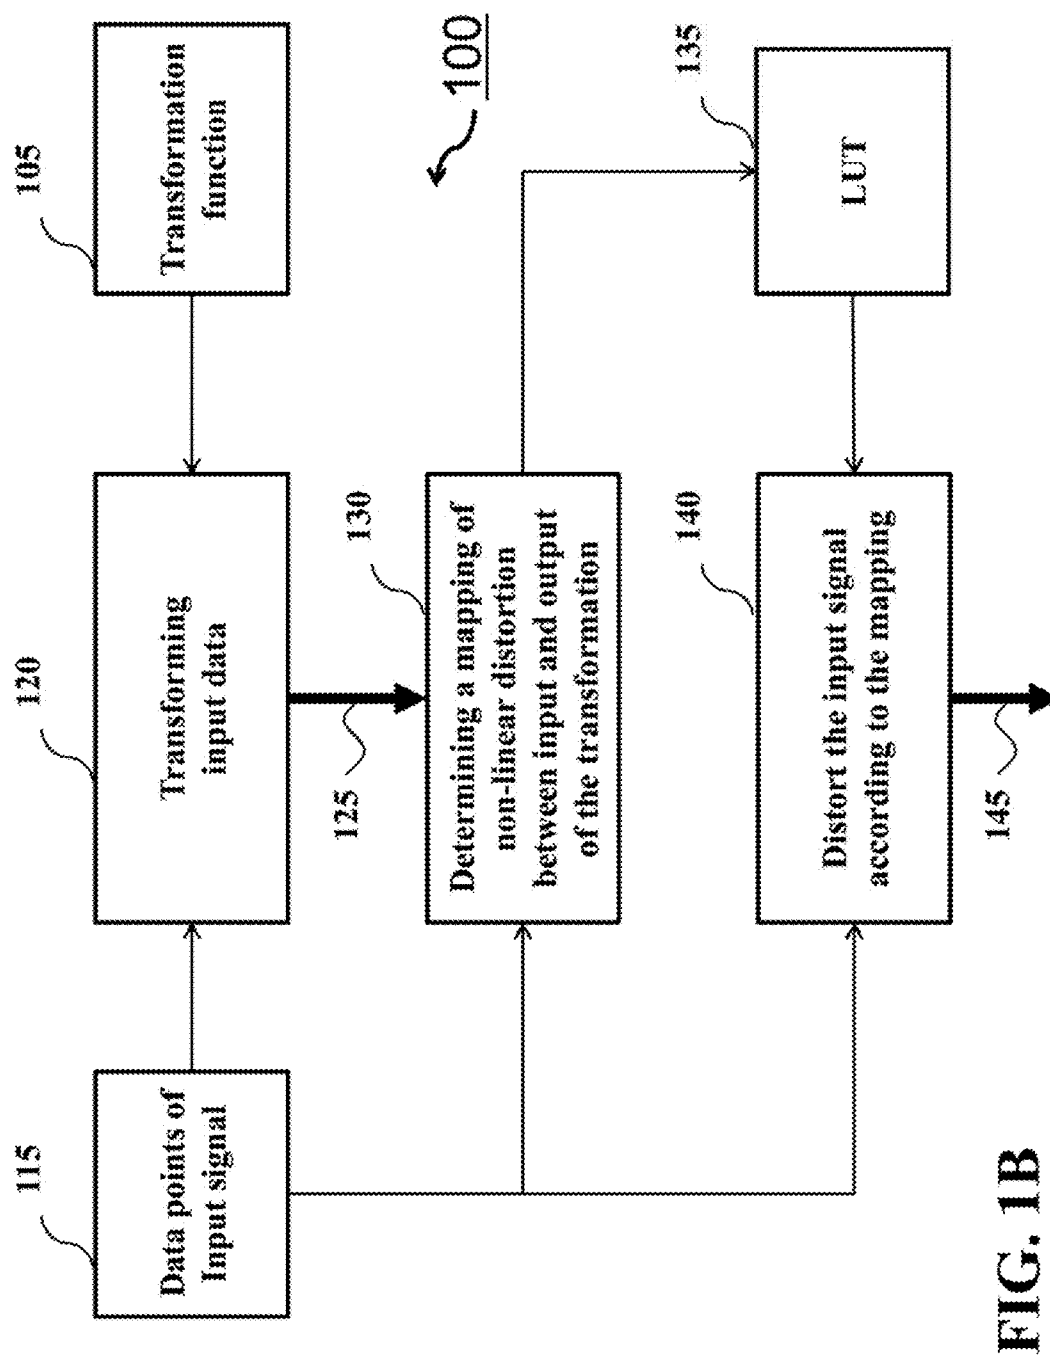 115
Data points of
Input signal
120
Transforming
input data
105
Transformation
function
125
130
Determining a mapping of
non-linear distortion
between input and output
of the transformation
100
140
Distort the input signal
according to the mapping
135
LUT
145
FIG. 1B